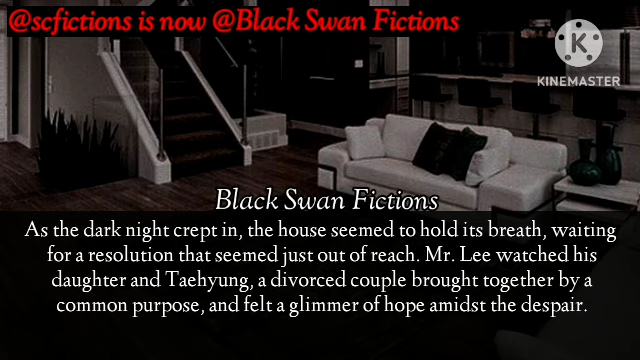 @scfictions is now @Black Swan Fictions
KINEMASTER
Black Swan Fictions
As the dark night crept in, the house seemed to hold its breath, waiting
for a resolution that seemed just out of reach. Mr. Lee watched his
daughter and Taehyung, a divorced couple brought together by a
common purpose, and felt a glimmer of hope amidst the despair.